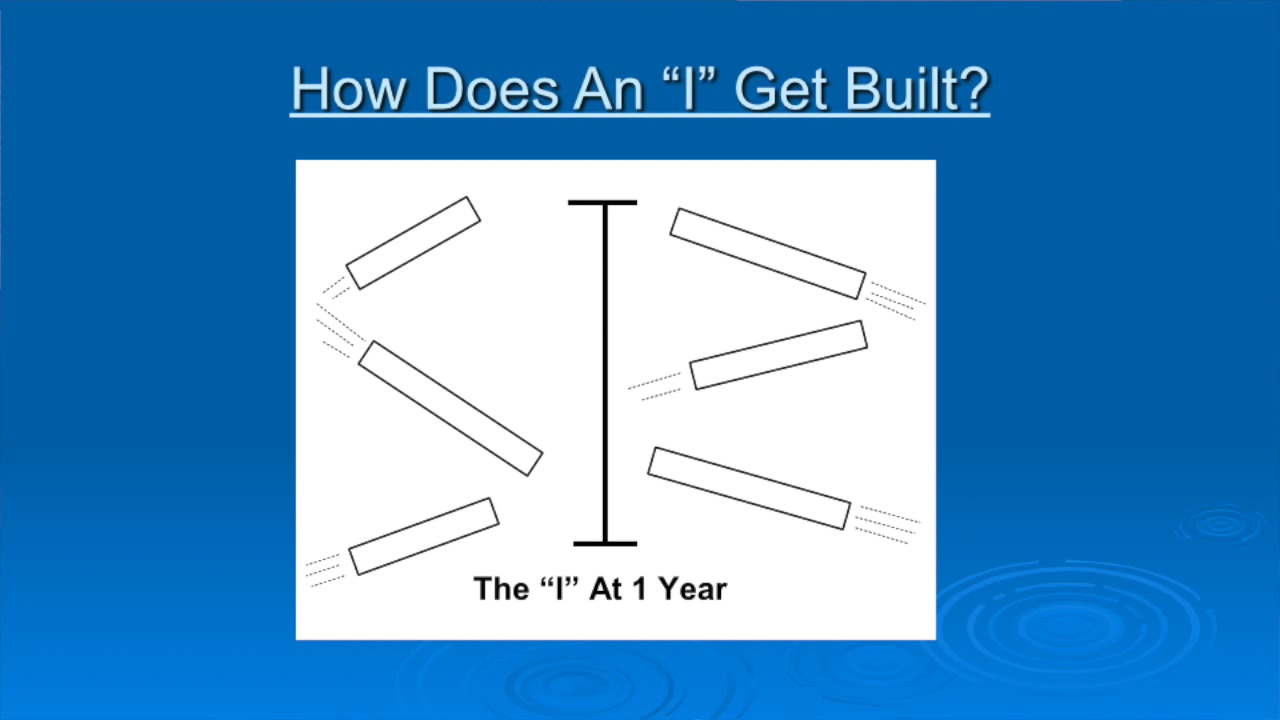 How Does An “I” Get Built?
The “I” At 1 Year